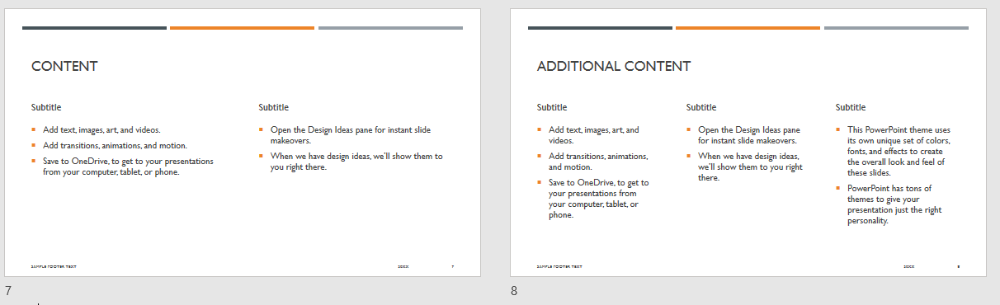 CONTENT
Subtitle
Add text, images, art, and videos.
Add transitions, animations, and motion.
Save to OneDrive, to get to your presentations
from your computer, tablet, or phone.
Subtitle
Open the Design Ideas pane for instant slide
makeovers.
When we have design ideas, we'll show them to
you right there.
SAMPLE FOOTER TEXT
20XX
7
7
ADDITIONAL CONTENT
Subtitle
Add text, images, art, and
videos.
Add transitions, animations,
and motion.
Save to OneDrive, to get to
your presentations from
your computer, tablet, or
phone.
Subtitle
Open the Design Ideas pane
for instant slide makeovers.
When we have design ideas,
we'll show them to you right
there.
Subtitle
This PowerPoint theme uses
its own unique set of colors,
fonts, and effects to create
the overall look and feel of
these slides.
PowerPoint has tons of
themes to give your
presentation just the right
personality.
SAMPLE FOOTER TEXT
20XX
8
8